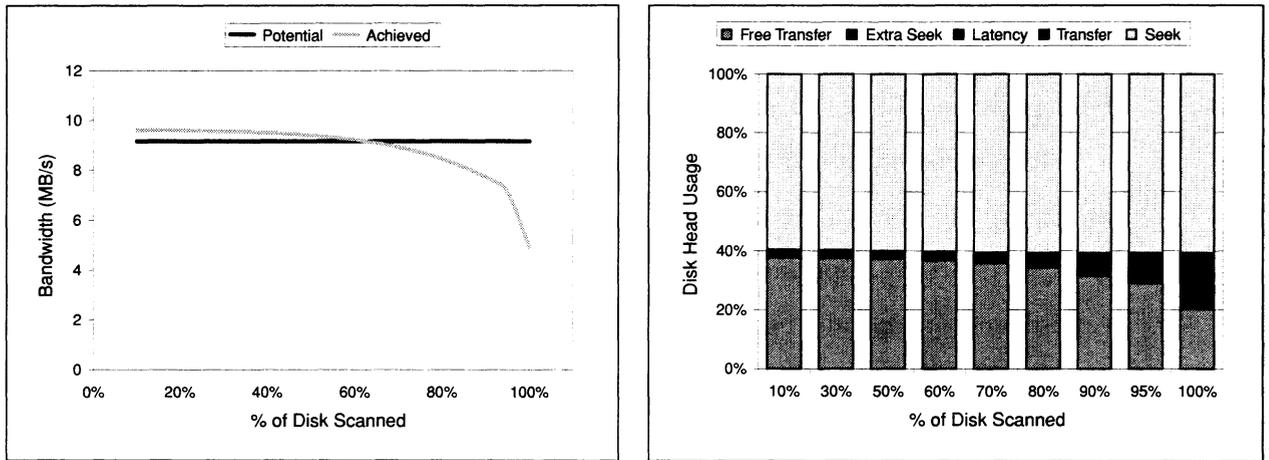 Potential Achieved
12
10
8
6
4
2
0
Bandwidth (MB/s)
0% 20% 40% 60% 80% 100%
% of Disk Scanned
Free Transfer Extra Seek Latency Transfer Seek
100%
80%
60%
40%
20%
0%
Disk Head Usage
10% 30% 50% 60% 70% 80% 90% 95% 100%
% of Disk Scanned